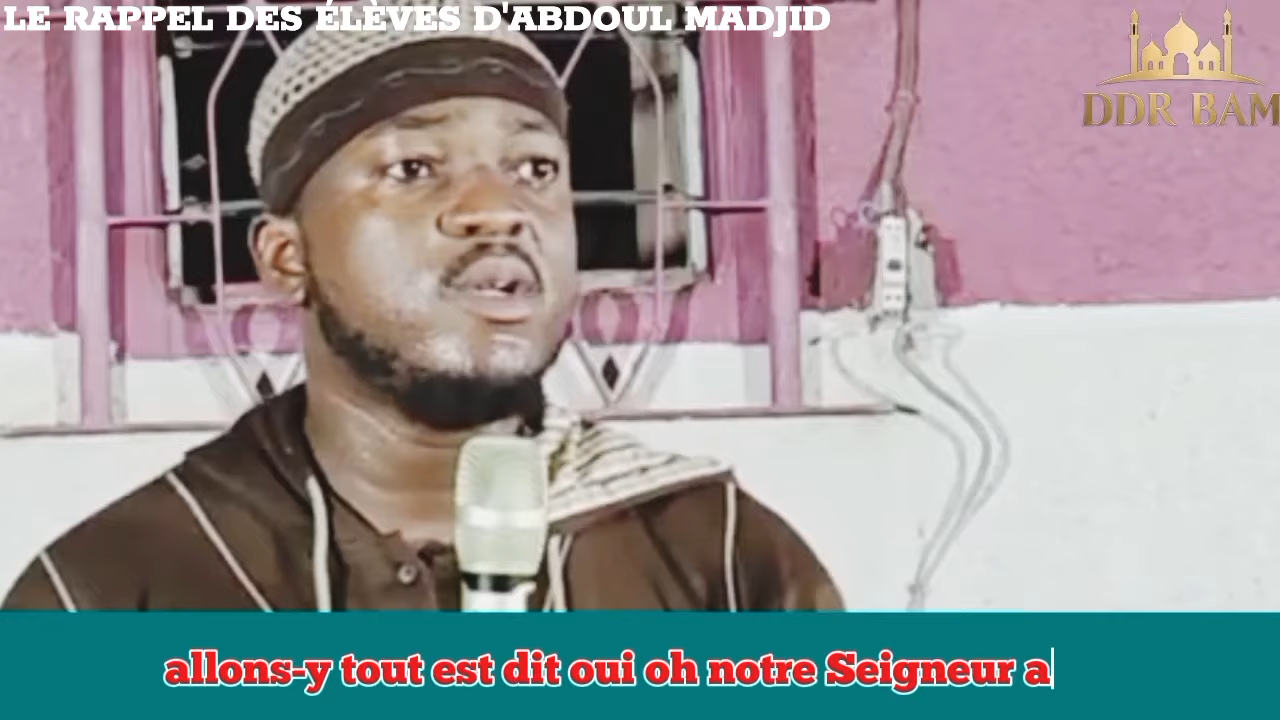 LE RAPPEL DES ÉLÈVES D'ABDOUL MADJID
DDR BAM
allons-y tout est dit oui oh notre Seigneur a